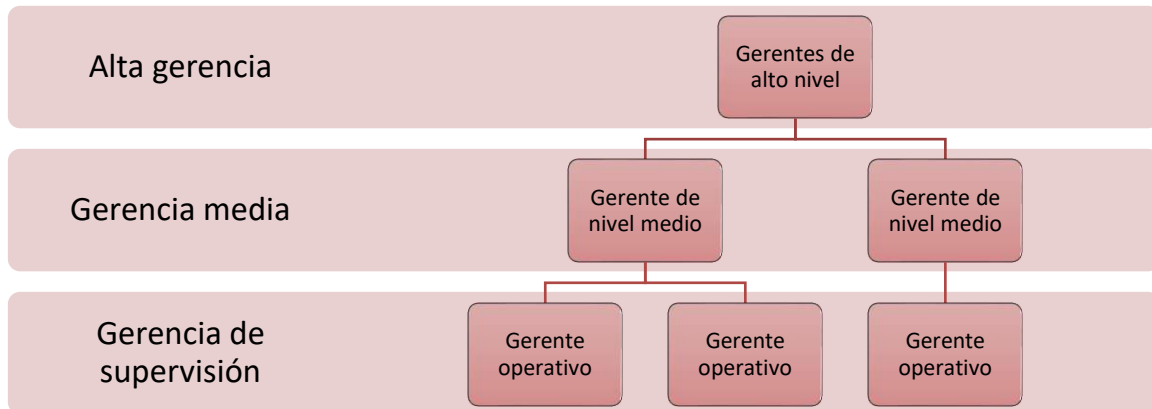 Alta gerencia
Gerentes de
alto nivel
Gerencia media
Gerente de
nivel medio
Gerente de
nivel medio
Gerencia de
supervisión
Gerente
operativo
Gerente
operativo
Gerente
operativo